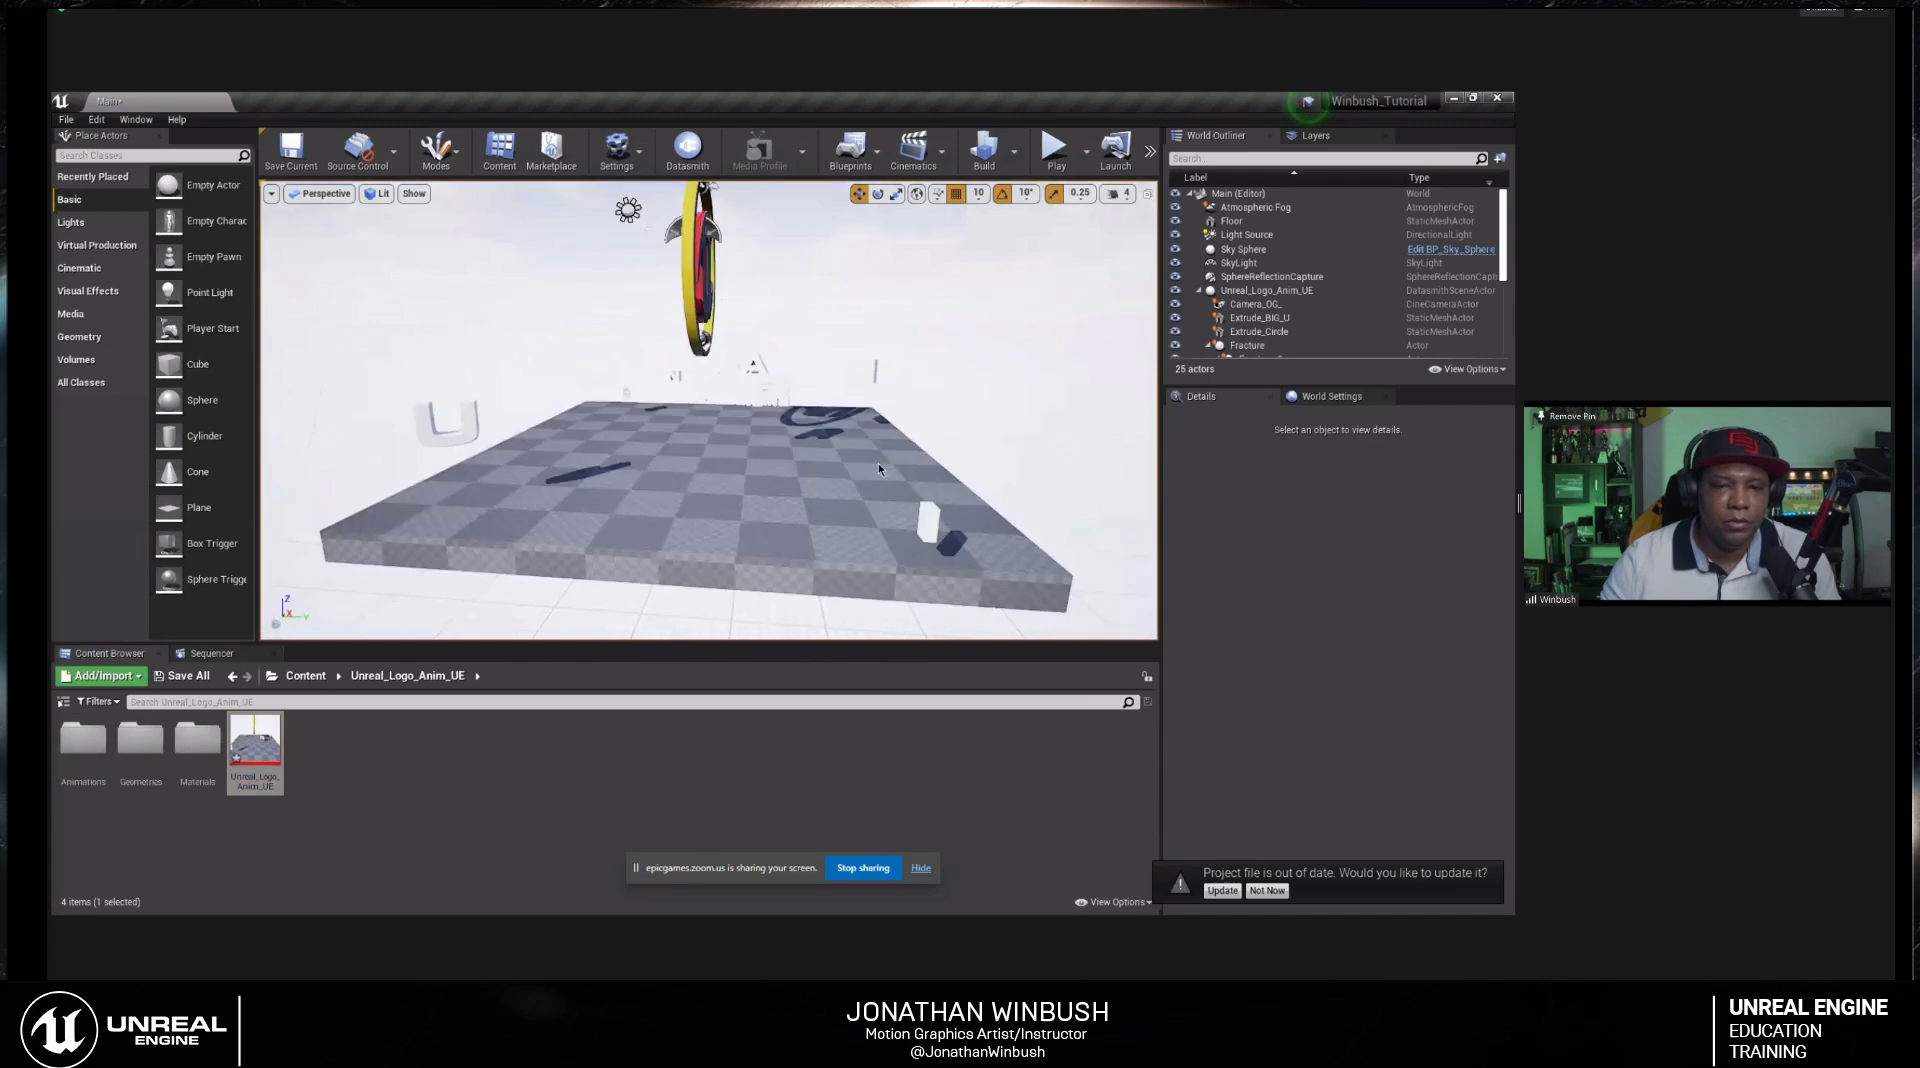 Main+
Winbush_Tutorial
File Edit Window Help
Place Actors
Search Classes
Recently Placed
Basic
Lights
Virtual Production
Cinematic
Visual Effects
Media
Geometry
Volumes
All Classes
Empty Actor
Empty Charac
Empty Pawn
Point Light
Player Start
Cube
Sphere
Cylinder
Cone
Plane
Box Trigger
Sphere Trigge
Save Current Source Control Modes Content Marketplace Settings Datasmith Media Profile Blueprints Cinematics Build Play Launch
Perspective Lit Show
10 10° 0.25 4
U
Z
X
Y
World Outliner Layers
Search...
Label Type
Main (Editor) World
Atmospheric Fog AtmosphericFog
Floor StaticMeshActor
Light Source DirectionalLight
Sky Sphere Edit BP_Sky_Sphere
SkyLight SkyLight
SphereReflectionCapture SphereReflectionCapt
Unreal_Logo_Anim_UE DatasmithSceneActor
Camera_OG_ CineCameraActor
Extrude_BIG_U StaticMeshActor
Extrude_Circle StaticMeshActor
Fracture Actor
25 actors View Options
Details World Settings
Select an object to view details.
Remove Pin
Winbush
Content Browser Sequencer
Add/Import Save All Content Unreal_Logo_Anim_UE
Filters Search Unreal_Logo_Anim_UE
Animations Geometries Materials Unreal_Logo_
Anim_UE
epicgames.zoom.us is sharing your screen. Stop sharing Hide
Project file is out of date. Would you like to update it?
Update Not Now
4 items (1 selected) View Options
UNREAL
ENGINE
JONATHAN WINBUSH
Motion Graphics Artist/Instructor
@JonathanWinbush
UNREAL ENGINE
EDUCATION
TRAINING